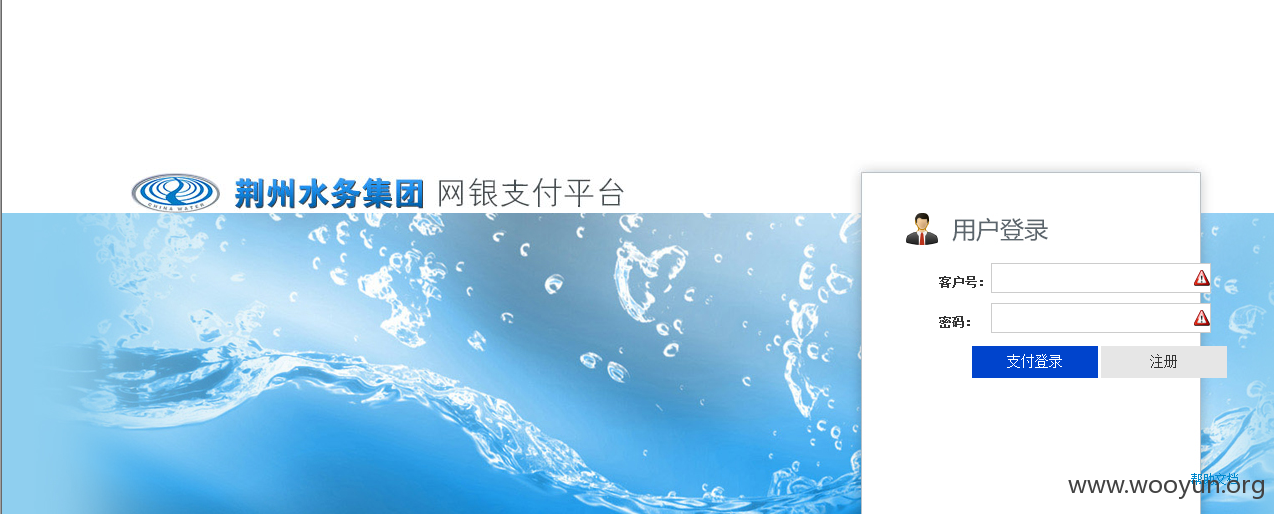 荆州水务集团 网银支付平台
CHINA WATER
用户登录
客户号：
密码：
支付登录 注册
帮助文档
www.wooyun.org